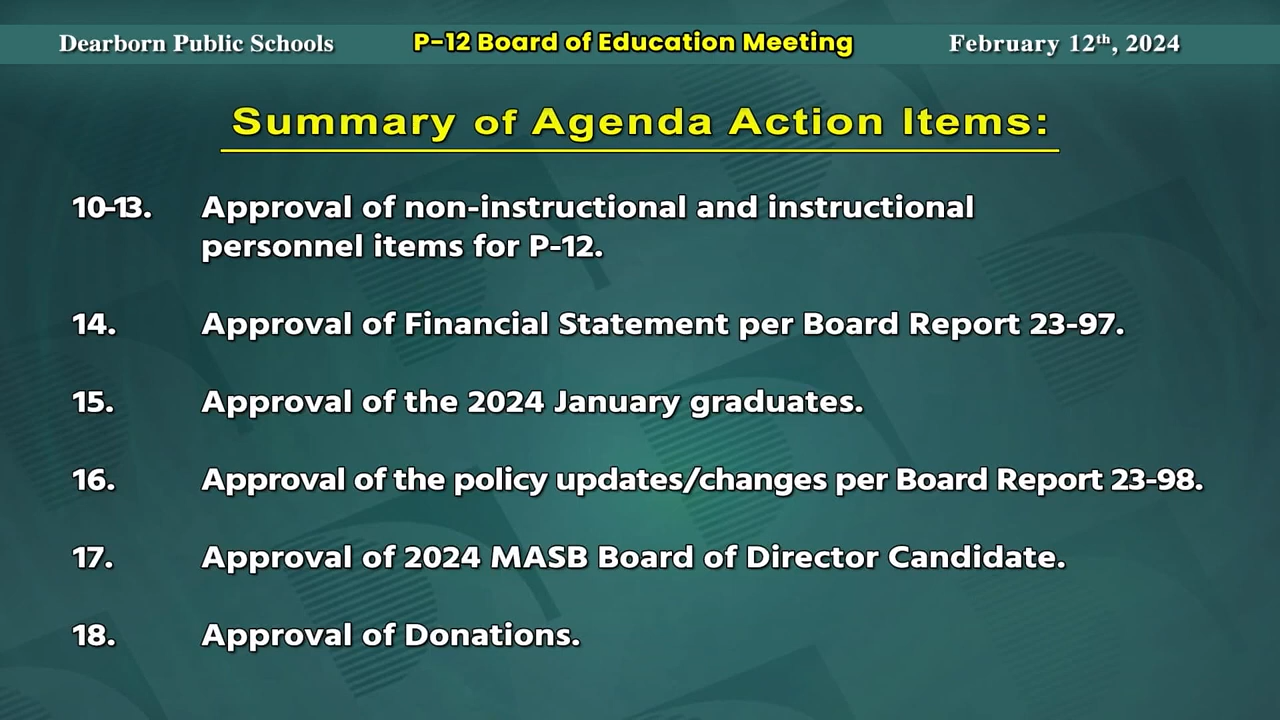 Dearborn Public Schools P-12 Board of Education Meeting February 12th, 2024
Summary of Agenda Action Items:
10-13. Approval of non-instructional and instructional
personnel items for P-12.
14. Approval of Financial Statement per Board Report 23-97.
15. Approval of the 2024 January graduates.
16. Approval of the policy updates/changes per Board Report 23-98.
17. Approval of 2024 MASB Board of Director Candidate.
18. Approval of Donations.